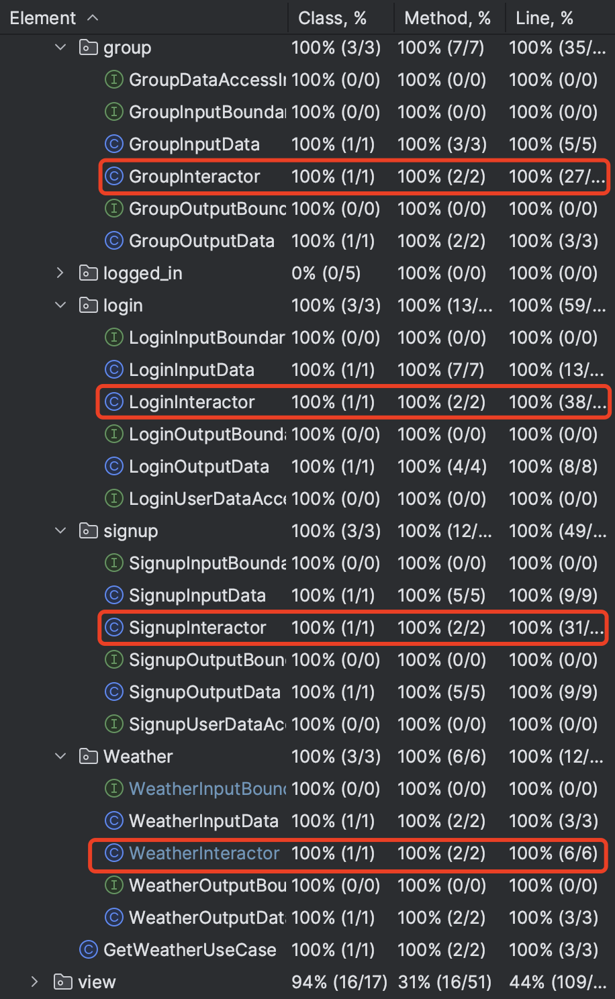 Element Class, % Method, % Line, %
group 100% (3/3) 100% (7/7) 100% (35/...
GroupDataAccessIn 100% (0/0) 100% (0/0) 100% (0/0)
GroupInputBoundar 100% (0/0) 100% (0/0) 100% (0/0)
GroupInputData 100% (1/1) 100% (3/3) 100% (5/5)
GroupInteractor 100% (1/1) 100% (2/2) 100% (27/...
GroupOutputBound 100% (0/0) 100% (0/0) 100% (0/0)
GroupOutputData 100% (1/1) 100% (2/2) 100% (3/3)
logged_in 0% (0/5) 100% (0/0) 100% (0/0)
login 100% (3/3) 100% (13/... 100% (59/...
LoginInputBoundar 100% (0/0) 100% (0/0) 100% (0/0)
LoginInputData 100% (1/1) 100% (7/7) 100% (13/...
LoginInteractor 100% (1/1) 100% (2/2) 100% (38/...
LoginOutputBounda 100% (0/0) 100% (0/0) 100% (0/0)
LoginOutputData 100% (1/1) 100% (4/4) 100% (8/8)
LoginUserDataAcce 100% (0/0) 100% (0/0) 100% (0/0)
signup 100% (3/3) 100% (12/... 100% (49/...
SignupInputBounda 100% (0/0) 100% (0/0) 100% (0/0)
SignupInputData 100% (1/1) 100% (5/5) 100% (9/9)
SignupInteractor 100% (1/1) 100% (2/2) 100% (31/...
SignupOutputBoun 100% (0/0) 100% (0/0) 100% (0/0)
SignupOutputData 100% (1/1) 100% (5/5) 100% (9/9)
SignupUserDataAc 100% (0/0) 100% (0/0) 100% (0/0)
Weather 100% (3/3) 100% (6/6) 100% (12/...
WeatherInputBound 100% (0/0) 100% (0/0) 100% (0/0)
WeatherInputData 100% (1/1) 100% (2/2) 100% (3/3)
WeatherInteractor 100% (1/1) 100% (2/2) 100% (6/6)
WeatherOutputBou 100% (0/0) 100% (0/0) 100% (0/0)
WeatherOutputData 100% (1/1) 100% (2/2) 100% (3/3)
GetWeatherUseCase 100% (1/1) 100% (2/2) 100% (3/3)
view 94% (16/17) 31% (16/51) 44% (109/...